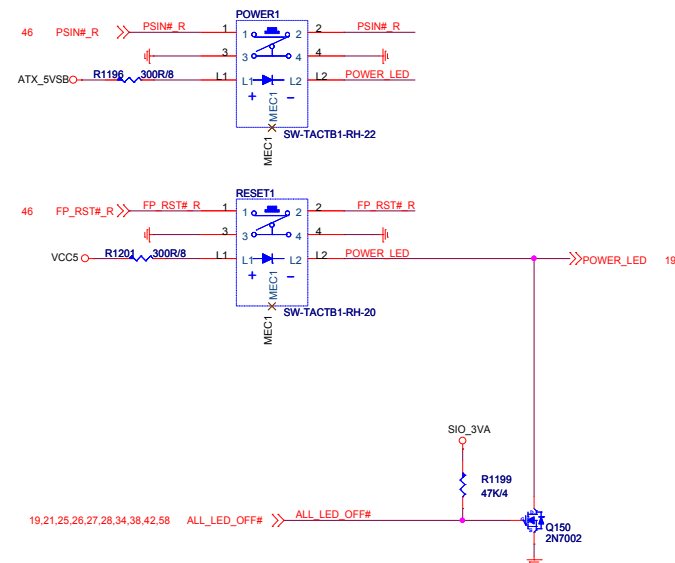 POWER1
46 PSIN#_R PSIN#_R 1 1 2 2 PSIN#_R
3 3 4 4
ATX_5VSB R1196 300R/8 L1 L1 L2 L2 POWER_LED
+ −
MEC1
SW-TACTB1-RH-22
MEC1
RESET1
46 FP_RST#_R FP_RST#_R 1 1 2 2 FP_RST#_R
3 3 4 4
VCC5 R1201 300R/8 L1 L1 L2 L2 POWER_LED POWER_LED 19
+ −
MEC1
SW-TACTB1-RH-20
MEC1
SIO_3VA
R1199
47K/4
19,21,25,26,27,28,34,38,42,58 ALL_LED_OFF# ALL_LED_OFF#
Q150
2N7002